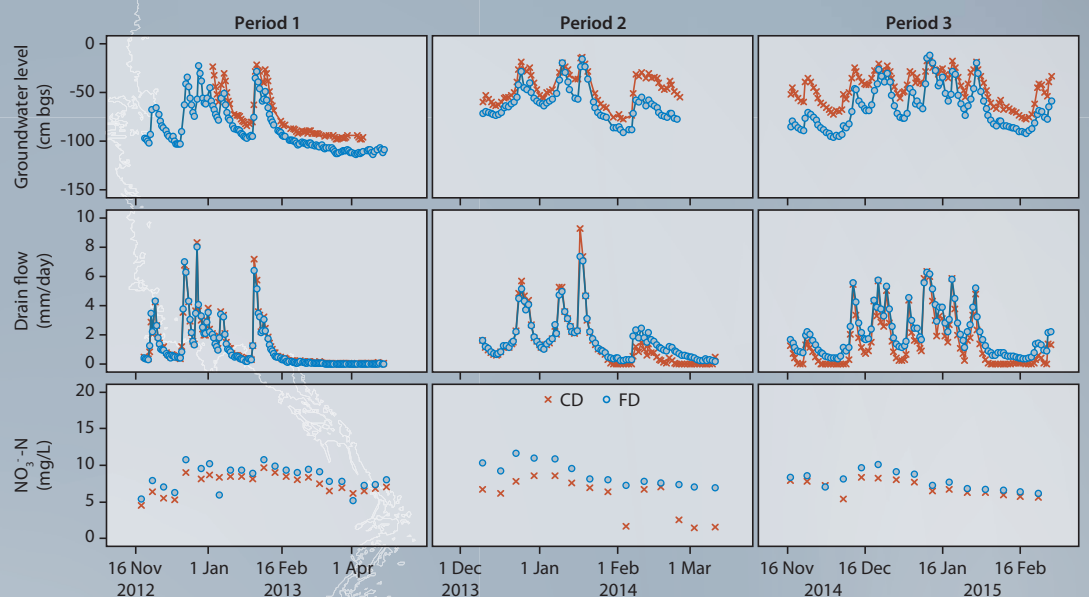 Period 1 Period 2 Period 3
Groundwater level
(cm bgs)
0
-50
-100
-150
Drain flow
(mm/day)
10
8
6
4
2
0
NO3- -N
(mg/L)
20
15
10
5
0
CD FD
16 Nov 1 Jan 16 Feb 1 Apr 1 Dec 1 Jan 1 Feb 1 Mar 16 Nov 16 Dec 16 Jan 16 Feb
2012 2013 2013 2014 2014 2015